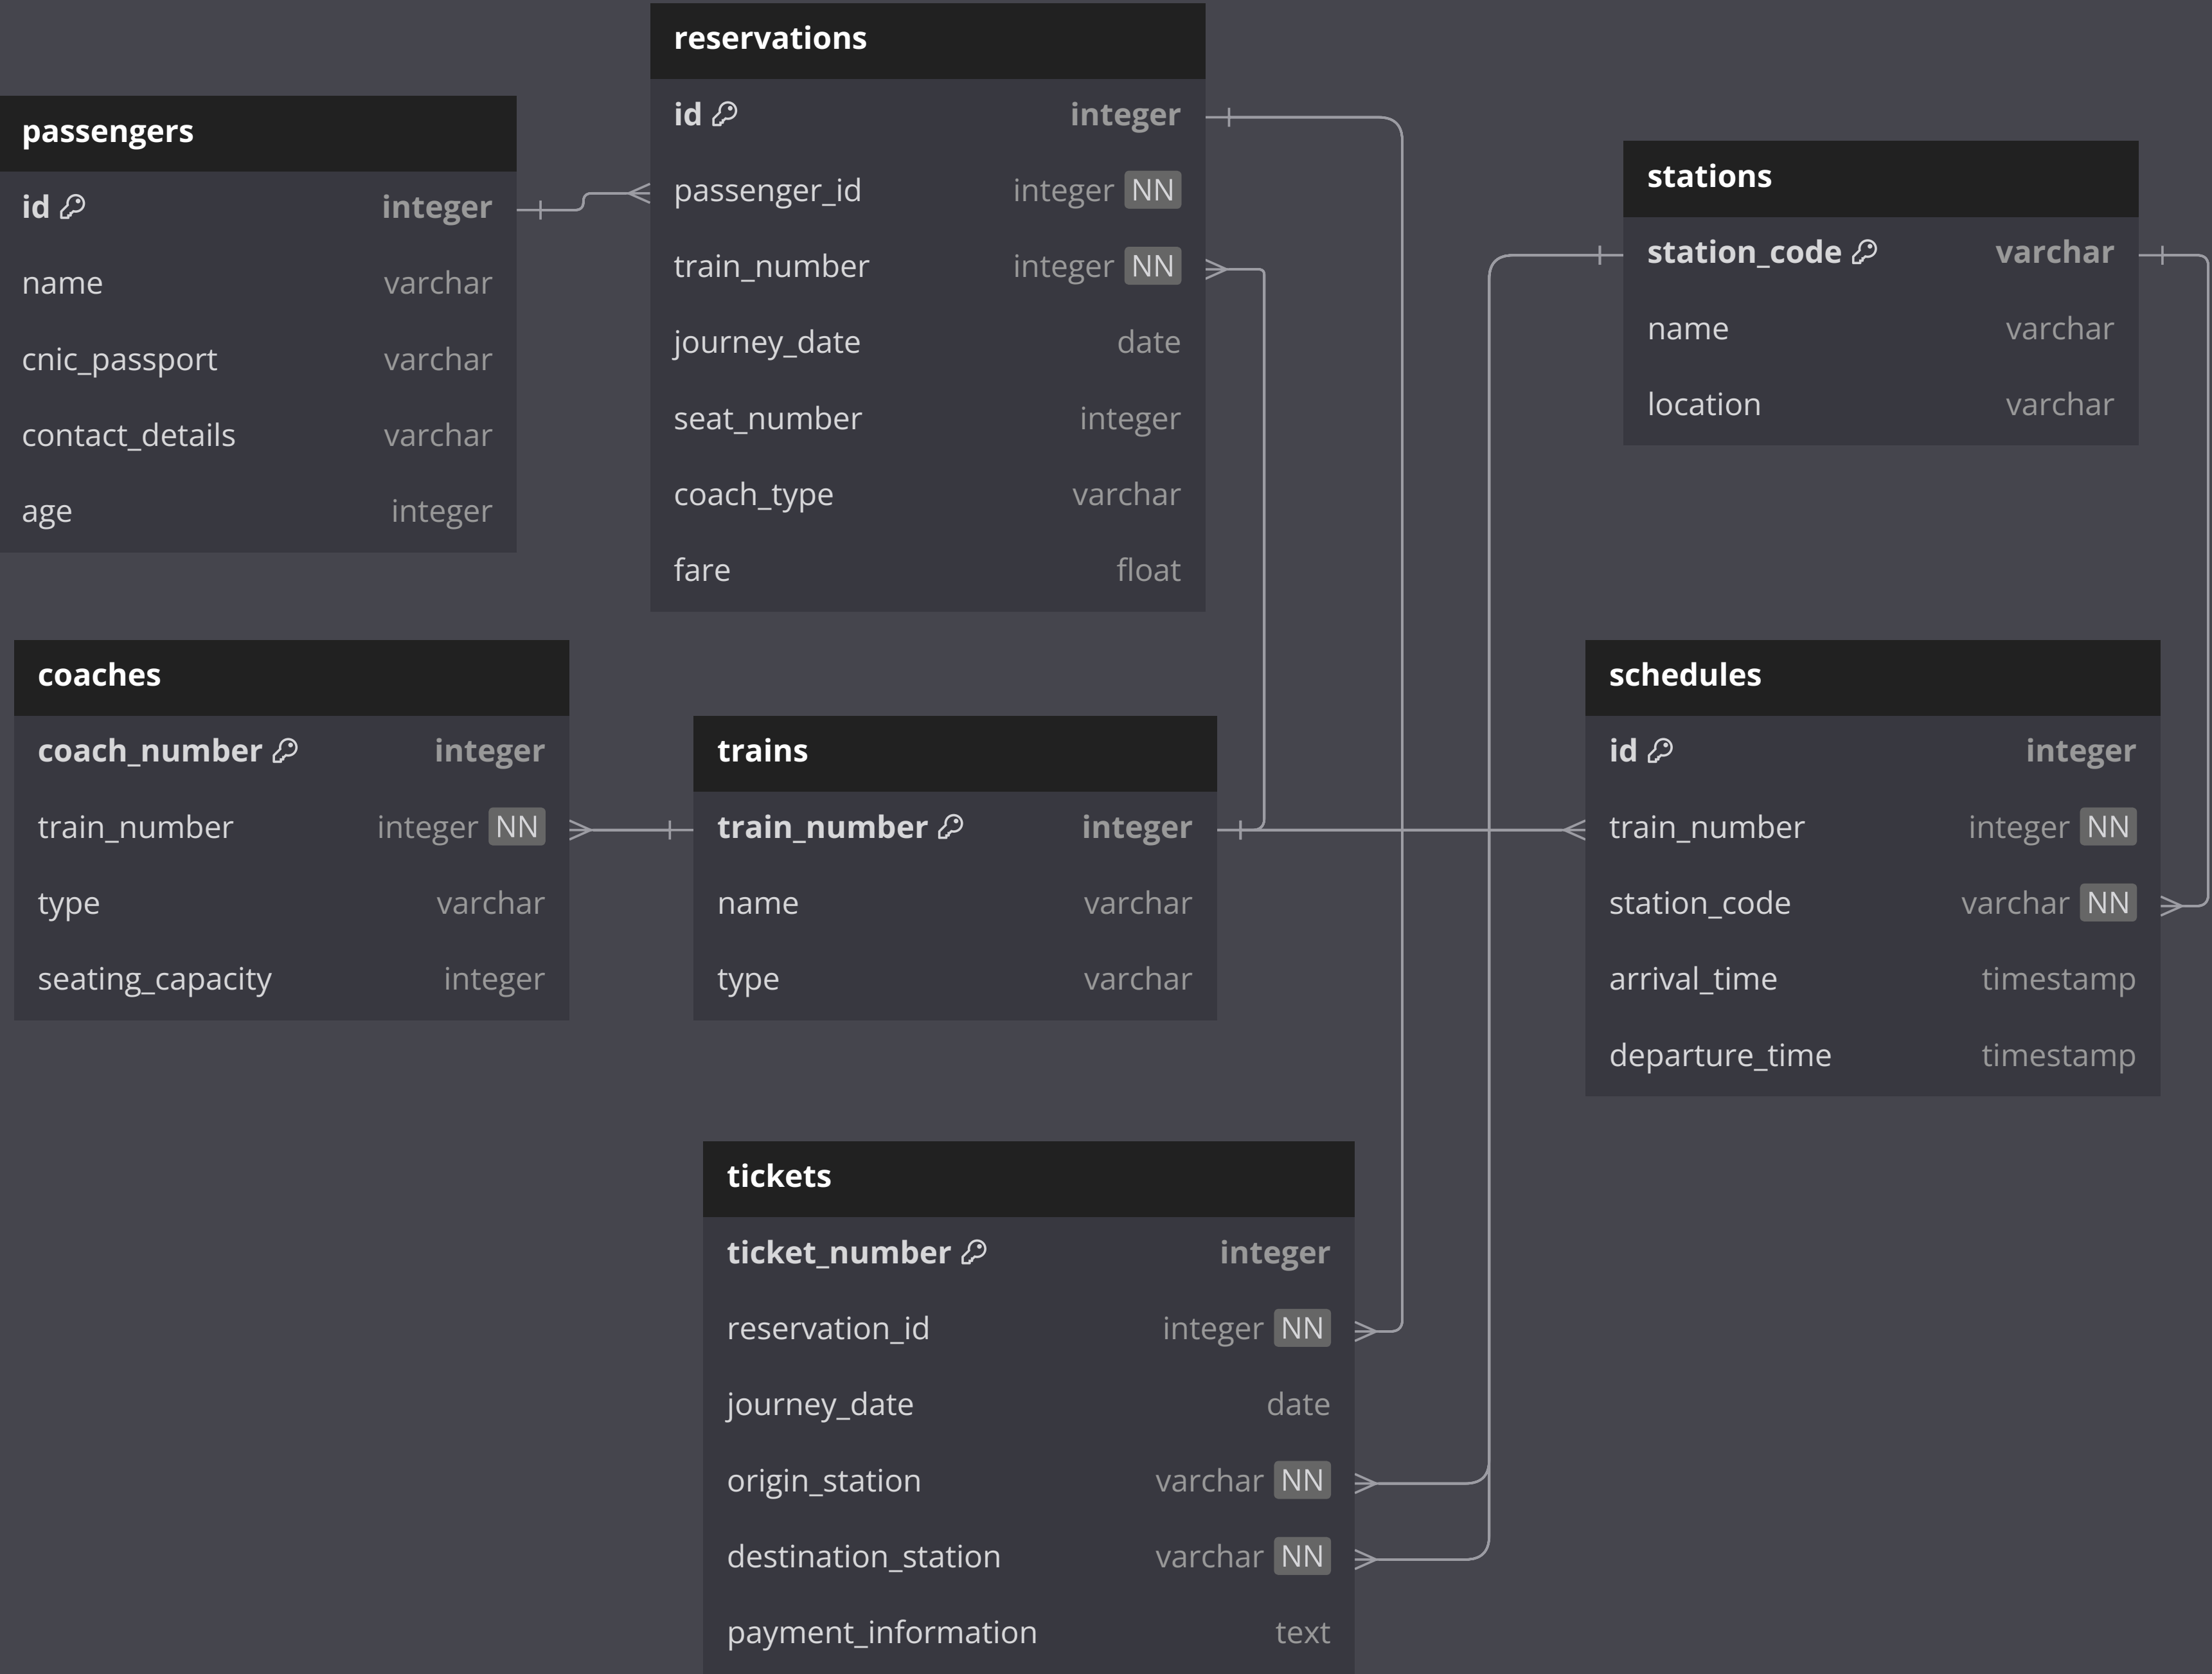 reservations
id integer
passenger_id integer NN
train_number integer NN
journey_date date
seat_number integer
coach_type varchar
fare float
passengers
id integer
name varchar
cnic_passport varchar
contact_details varchar
age integer
stations
station_code varchar
name varchar
location varchar
coaches
coach_number integer
train_number integer NN
type varchar
seating_capacity integer
trains
train_number integer
name varchar
type varchar
schedules
id integer
train_number integer NN
station_code varchar NN
arrival_time timestamp
departure_time timestamp
tickets
ticket_number integer
reservation_id integer NN
journey_date date
origin_station varchar NN
destination_station varchar NN
payment_information text